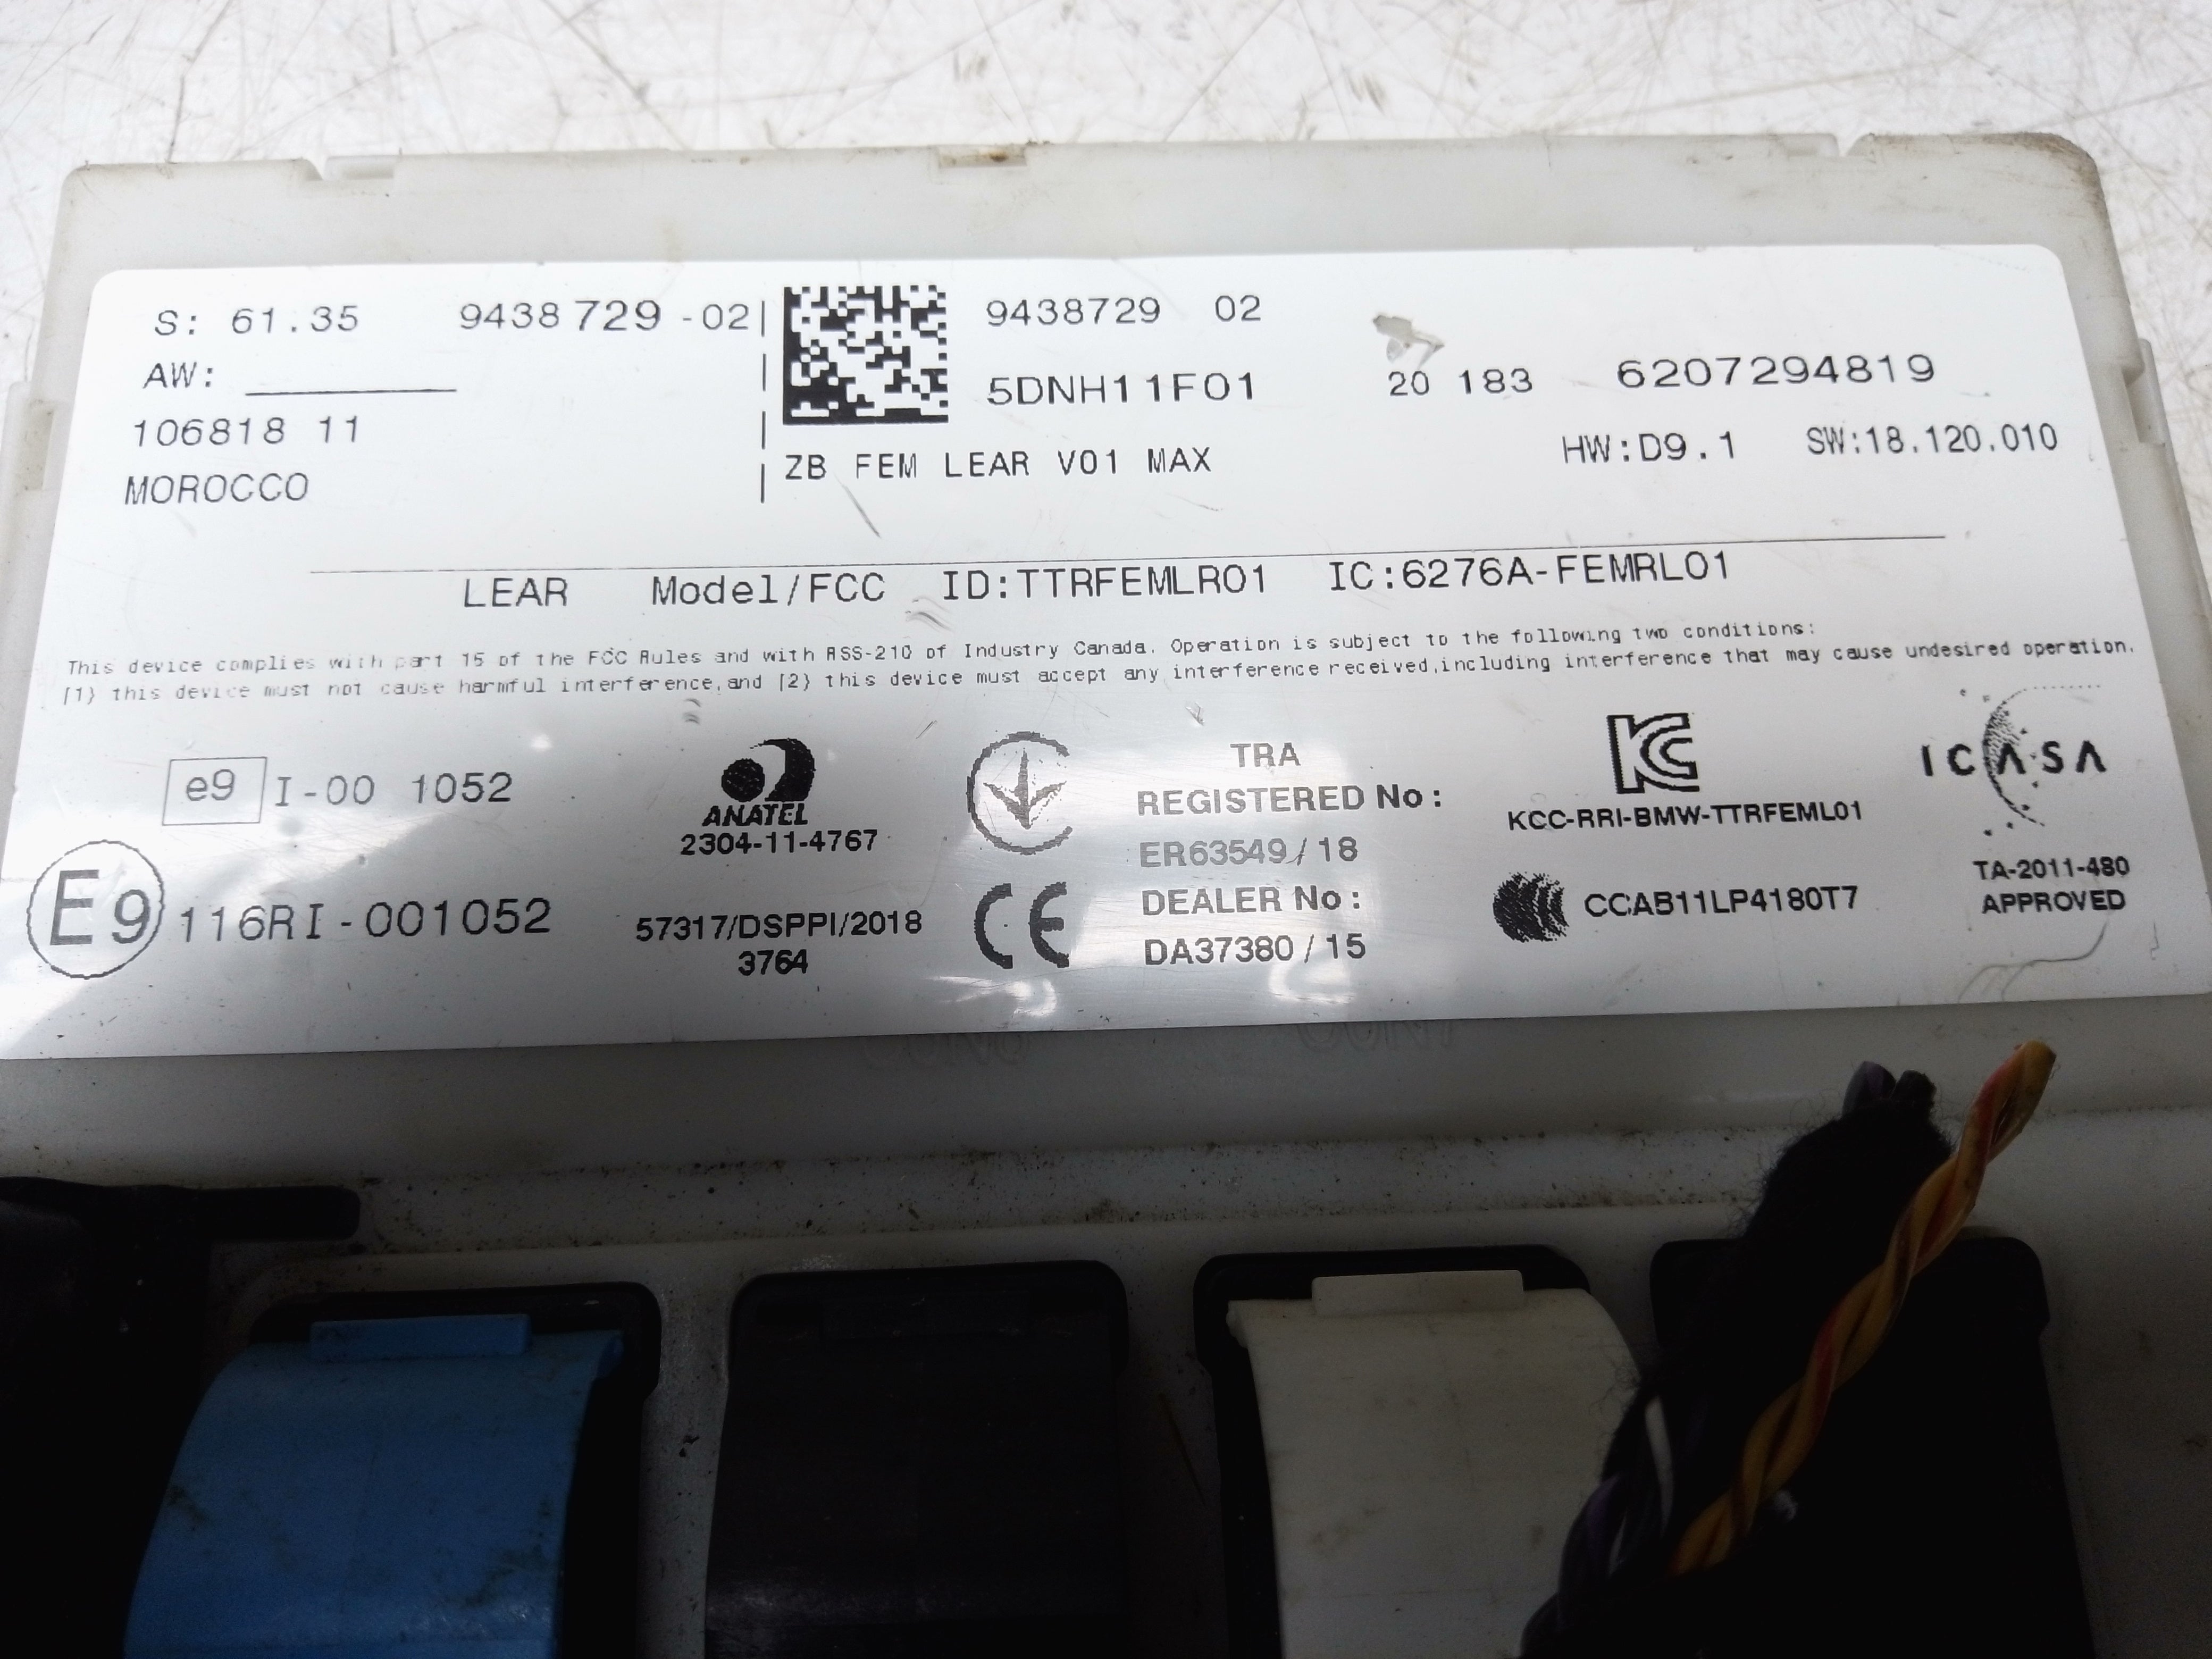 S: 61.35 9438729-02
AW:
106818 11
MOROCCO
9438729 02
5DNH11F01 20 183 6207294819
ZB FEM LEAR V01 MAX HW:D9.1 SW:18.120.010
LEAR Model/FCC ID:TTRFEMLR01 IC:6276A-FEMRL01
This device complies with part 15 of the FCC Rules and with RSS-210 of Industry Canada. Operation is subject to the following two conditions:
(1) this device must not cause harmful interference,and (2) this device must accept any interference received,including interference that may cause undesired operation.
e9 I-00 1052
E9 116RI-001052
ANATEL
2304-11-4767
57317/DSPPI/2018
3764
CE
TRA
REGISTERED No :
ER63549/18
DEALER No :
DA37380/15
KC
KCC-RRI-BMW-TTRFEML01
CCAB11LP4180T7
ICASA
TA-2011-480
APPROVED